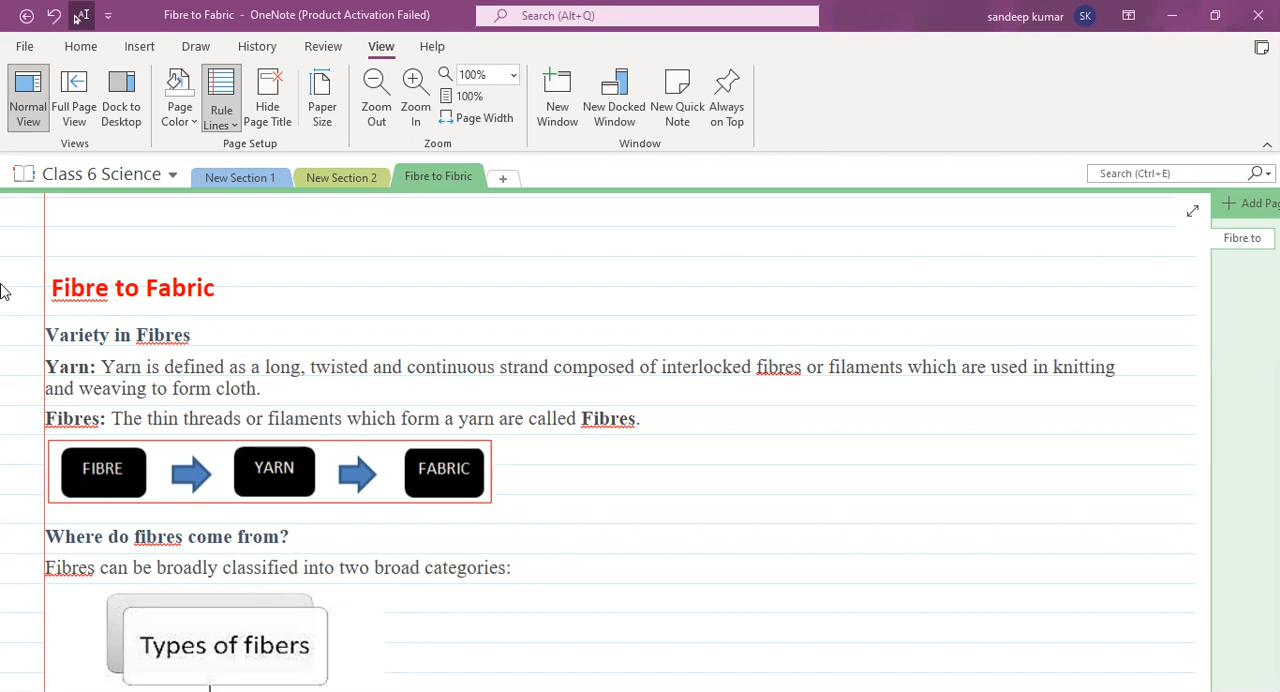 Fibre to Fabric - OneNote (Product Activation Failed)
Search (Alt+Q)
sandeep kumar SK
File Home Insert Draw History Review View Help
Normal View
Full Page View
Dock to Desktop
Views
Page Color
Rule Lines
Hide Page Title
Paper Size
Page Setup
Zoom Out
Zoom In
100%
100%
Page Width
Zoom
New Window
New Docked Window
New Quick Note
Always on Top
Window
Class 6 Science
New Section 1
New Section 2
Fibre to Fabric
Search (Ctrl+E)
Add Pag
Fibre to
Fibre to Fabric
Variety in Fibres
Yarn: Yarn is defined as a long, twisted and continuous strand composed of interlocked fibres or filaments which are used in knitting
and weaving to form cloth.
Fibres: The thin threads or filaments which form a yarn are called Fibres.
FIBRE YARN FABRIC
Where do fibres come from?
Fibres can be broadly classified into two broad categories:
Types of fibers